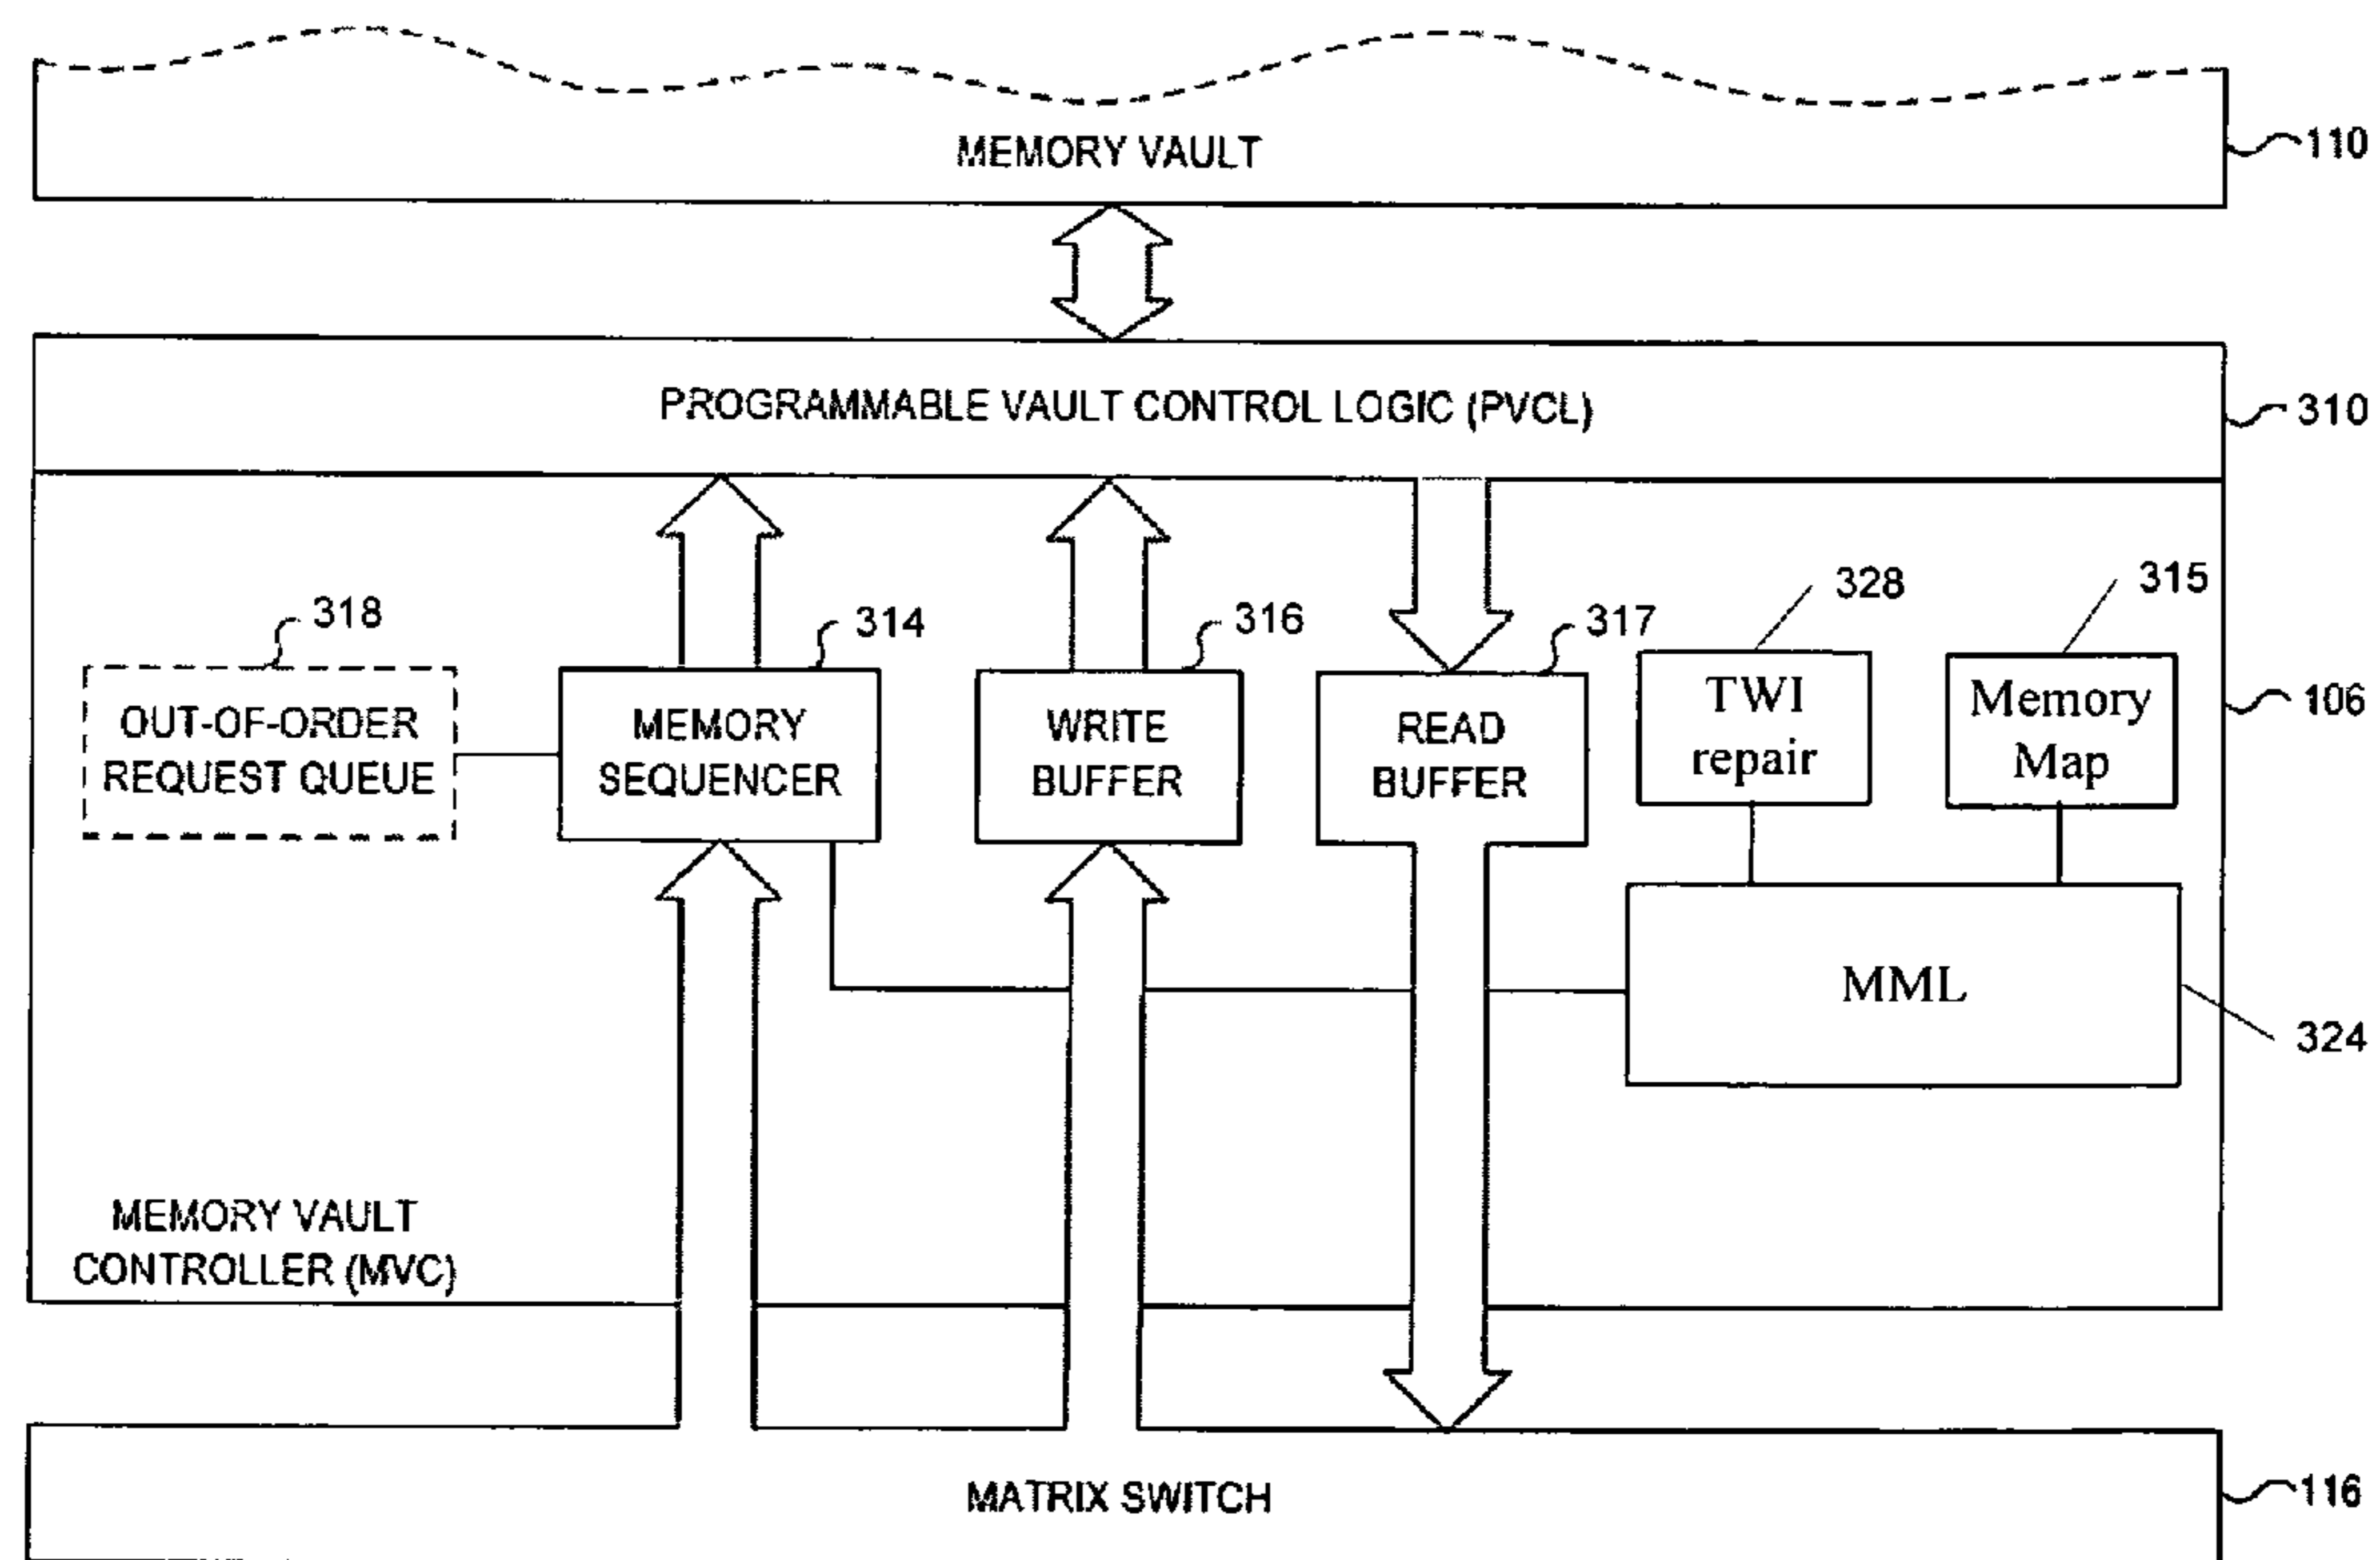 MEMORY VAULT
110
PROGRAMMABLE VAULT CONTROL LOGIC (PVCL)
310
318
314
316
317
328
315
OUT-OF-ORDER
REQUEST QUEUE
MEMORY
SEQUENCER
WRITE
BUFFER
READ
BUFFER
TWI
repair
Memory
Map
106
MML
324
MEMORY VAULT
CONTROLLER (MVC)
MATRIX SWITCH
116